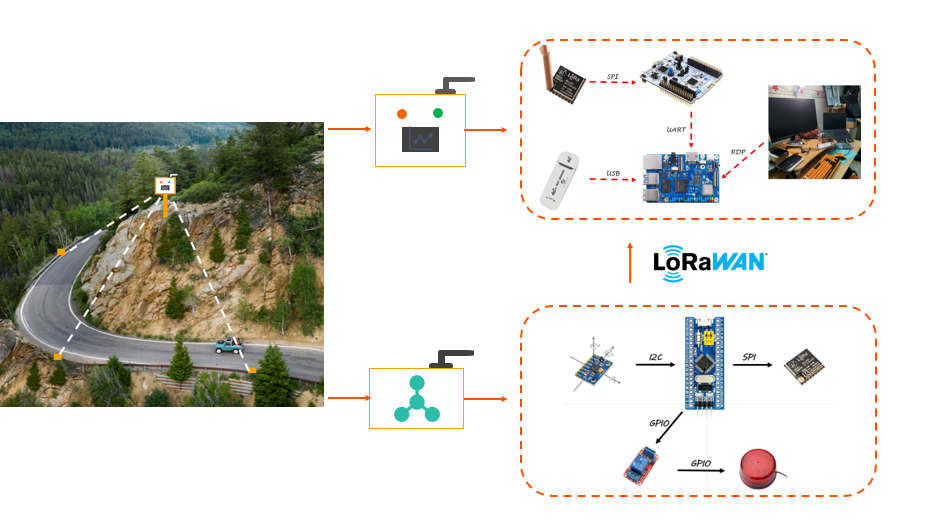 SPI
UART
RDP
USB
LoRaWAN
I2C
SPI
GPIO
GPIO